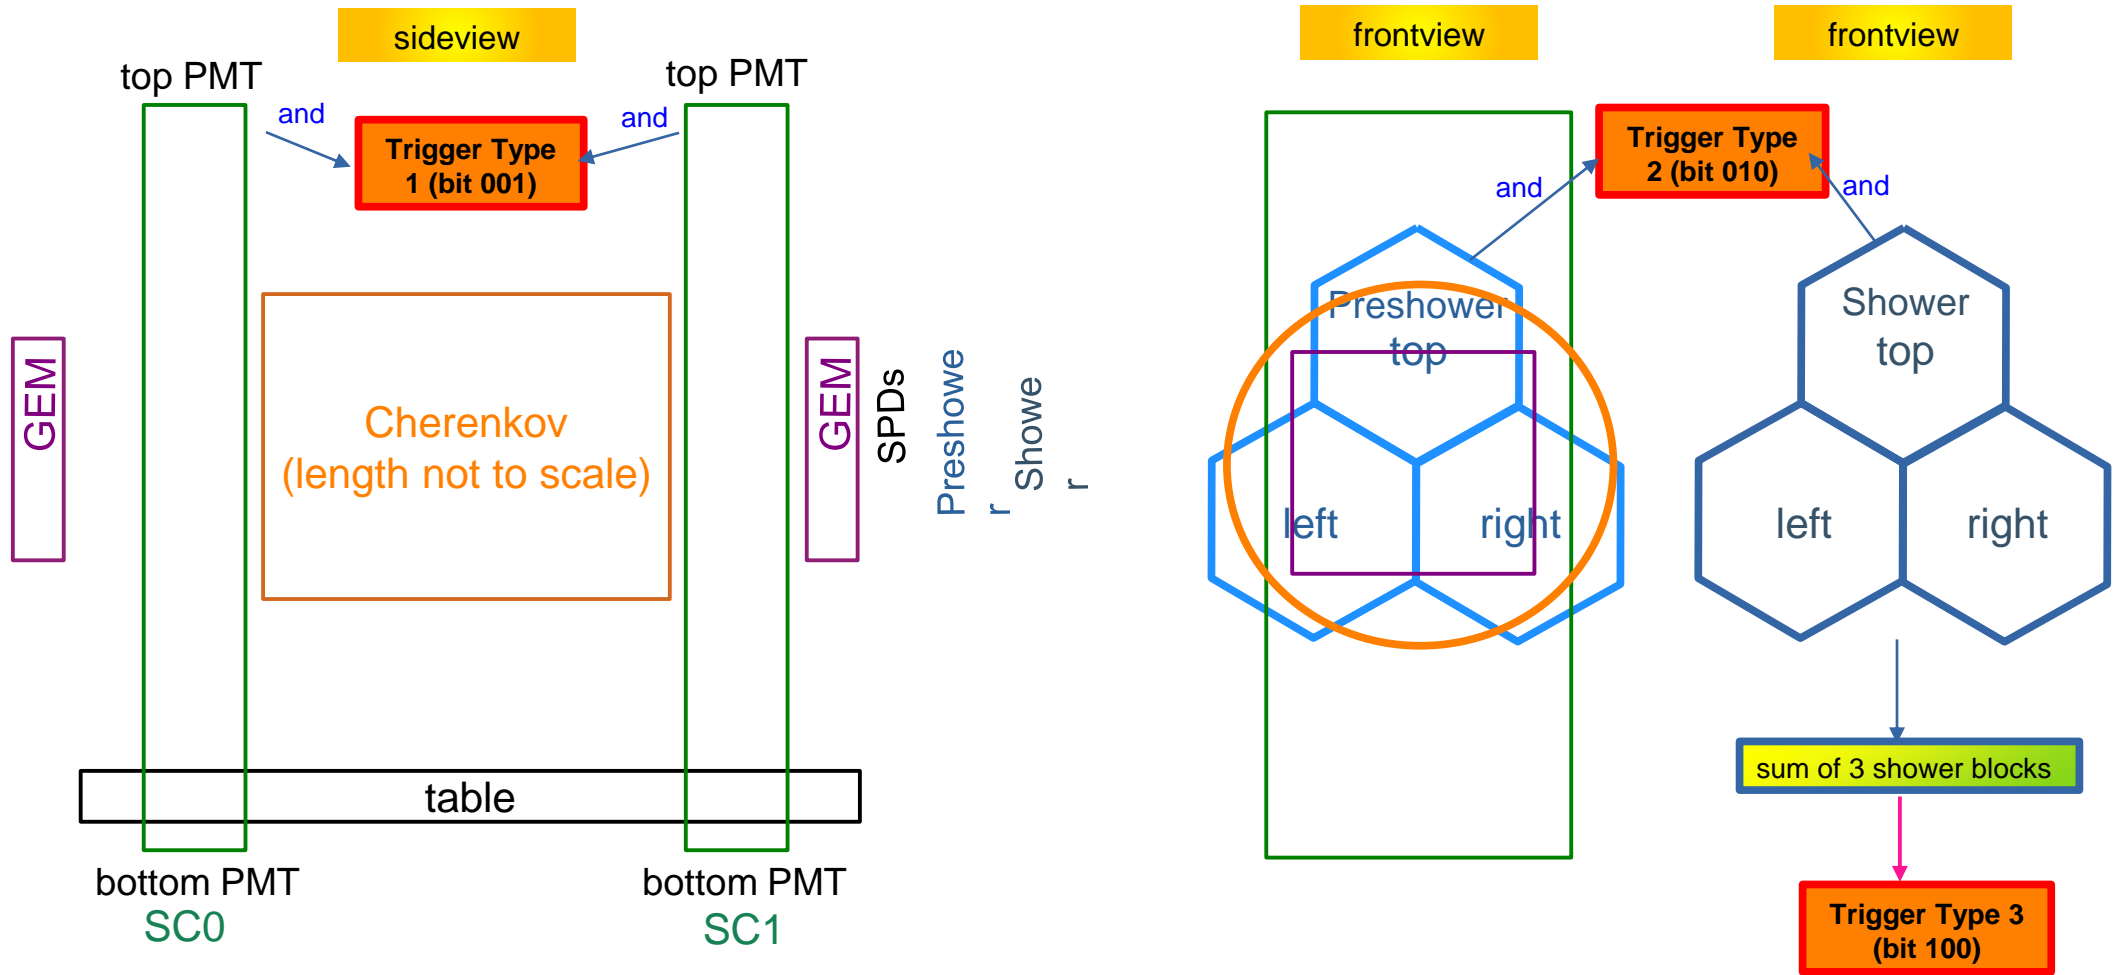 sideview
top PMT
top PMT
and
and
Trigger Type
1 (bit 001)
GEM
Cherenkov
(length not to scale)
GEM
SPDs
Preshowe
r
Showe
r
table
bottom PMT
SC0
bottom PMT
SC1
frontview
frontview
Trigger Type
2 (bit 010)
and
and
Preshower
top
left
right
Shower
top
left
right
sum of 3 shower blocks
Trigger Type 3
(bit 100)